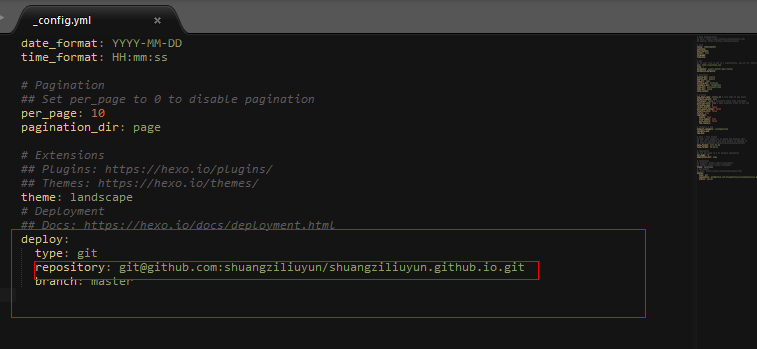 _config.yml
date_format: YYYY-MM-DD
time_format: HH:mm:ss
# Pagination
## Set per_page to 0 to disable pagination
per_page: 10
pagination_dir: page
# Extensions
## Plugins: https://hexo.io/plugins/
## Themes: https://hexo.io/themes/
theme: landscape
# Deployment
## Docs: https://hexo.io/docs/deployment.html
deploy:
type: git
repository: git@github.com:shuangziliuyun/shuangziliuyun.github.io.git
branch: master